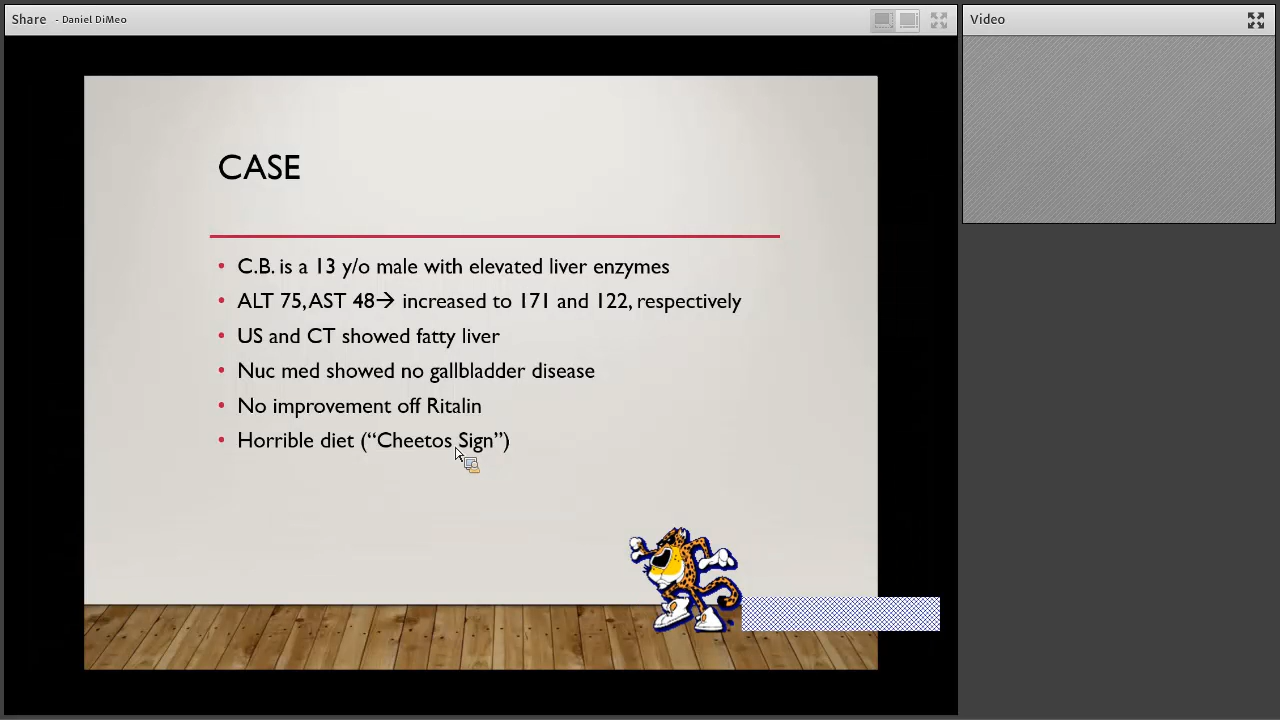 Share - Daniel DiMeo
Video
CASE
• C.B. is a 13 y/o male with elevated liver enzymes
• ALT 75, AST 48→ increased to 171 and 122, respectively
• US and CT showed fatty liver
• Nuc med showed no gallbladder disease
• No improvement off Ritalin
• Horrible diet (“Cheetos Sign”)